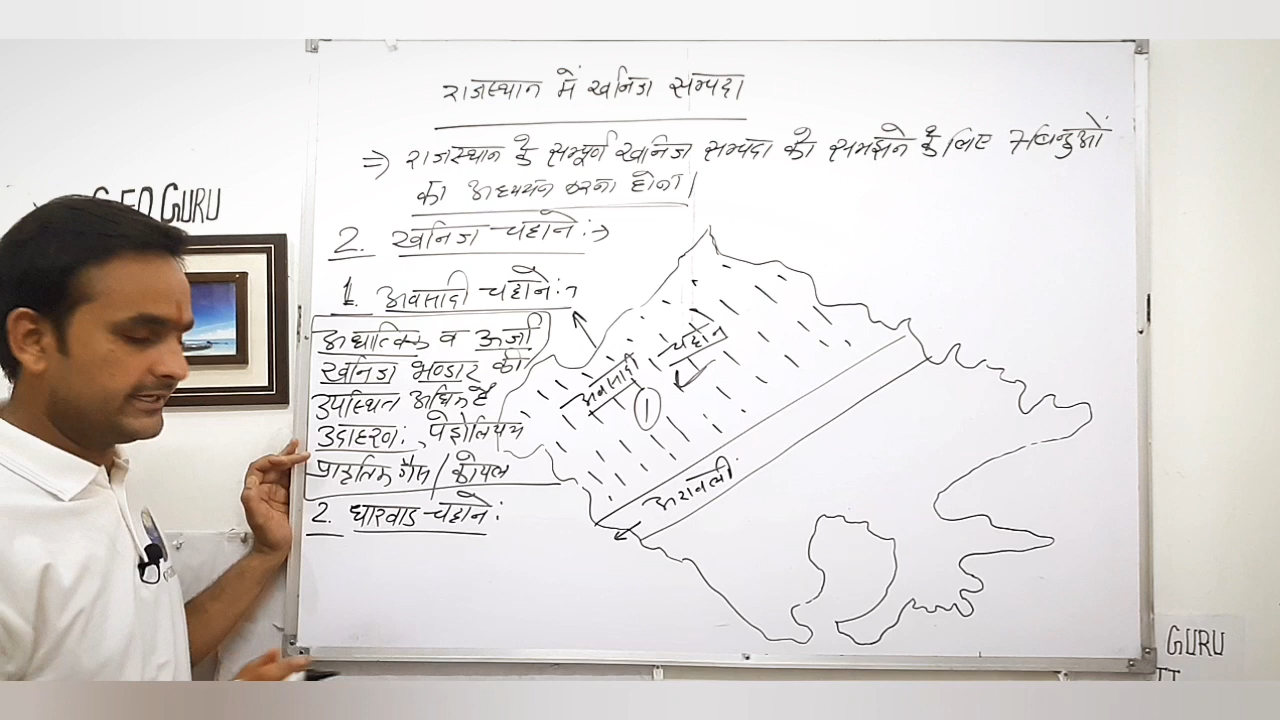 राजस्थान में खनिज सम्पदा
⇒ राजस्थान के सम्पूर्ण खनिज सम्पदा को समझने के लिए 7 बिन्दुओं
का अध्ययन करना होगा|
2. खनिज चट्टाने :→
1. अवसादी चट्टाने :-
अधात्विक व ऊर्जा
खनिज भण्डार की
उपस्थित अधिक है
उदाहरण: पेट्रोलियम
प्राकृतिक गैस / कोयल
2. धारवाड चट्टाने :
अवसादी चट्टाने
1
अरावली
GURU
GURU